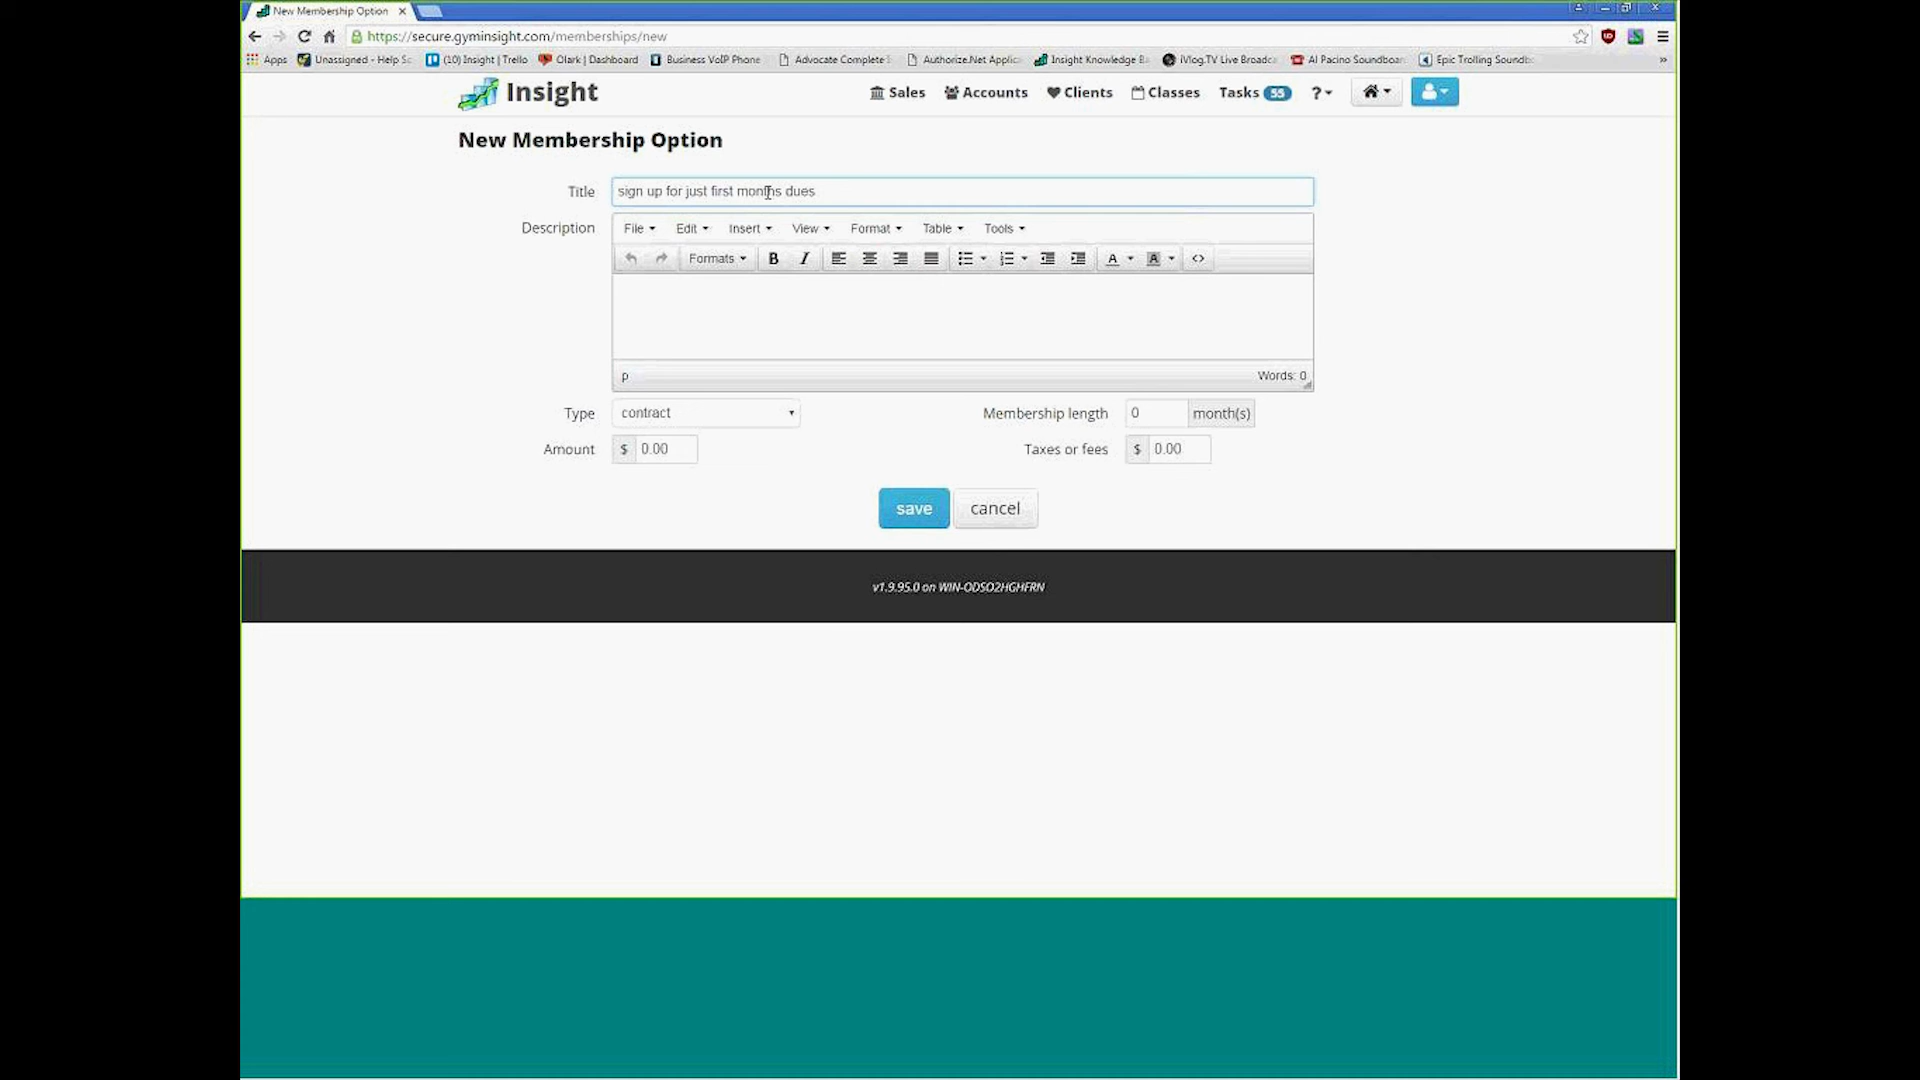 New Membership Option
https://secure.gyminsight.com/memberships/new
Apps Unassigned - Help Sc (10) Insight | Trello Olark | Dashboard Business VoIP Phone Advocate Complete Authorize.Net Applic Insight Knowledge B iVlog.TV Live Broadca Al Pacino Soundboar Epic Trolling Soundb »
Insight Sales Accounts Clients Classes Tasks 55 ?
New Membership Option
Title sign up for just first months dues
Description File Edit Insert View Format Table Tools
Formats B I A A <>
p Words: 0
Type contract Membership length 0 month(s)
Amount $ 0.00 Taxes or fees $ 0.00
save cancel
v1.9.95.0 on WIN-ODSO2HGHFRN